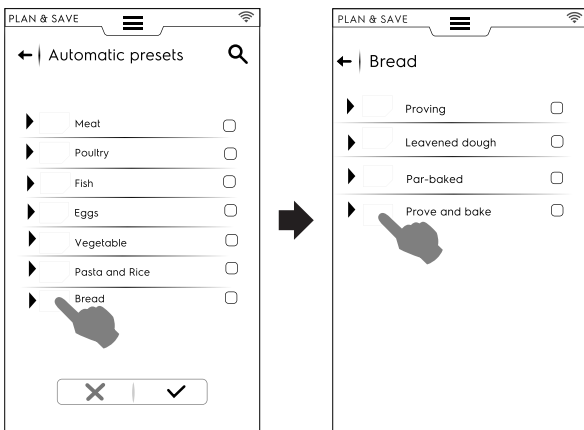 PLAN & SAVE
Automatic presets
Meat
Poultry
Fish
Eggs
Vegetable
Pasta and Rice
Bread
PLAN & SAVE
Bread
Proving
Leavened dough
Par-baked
Prove and bake